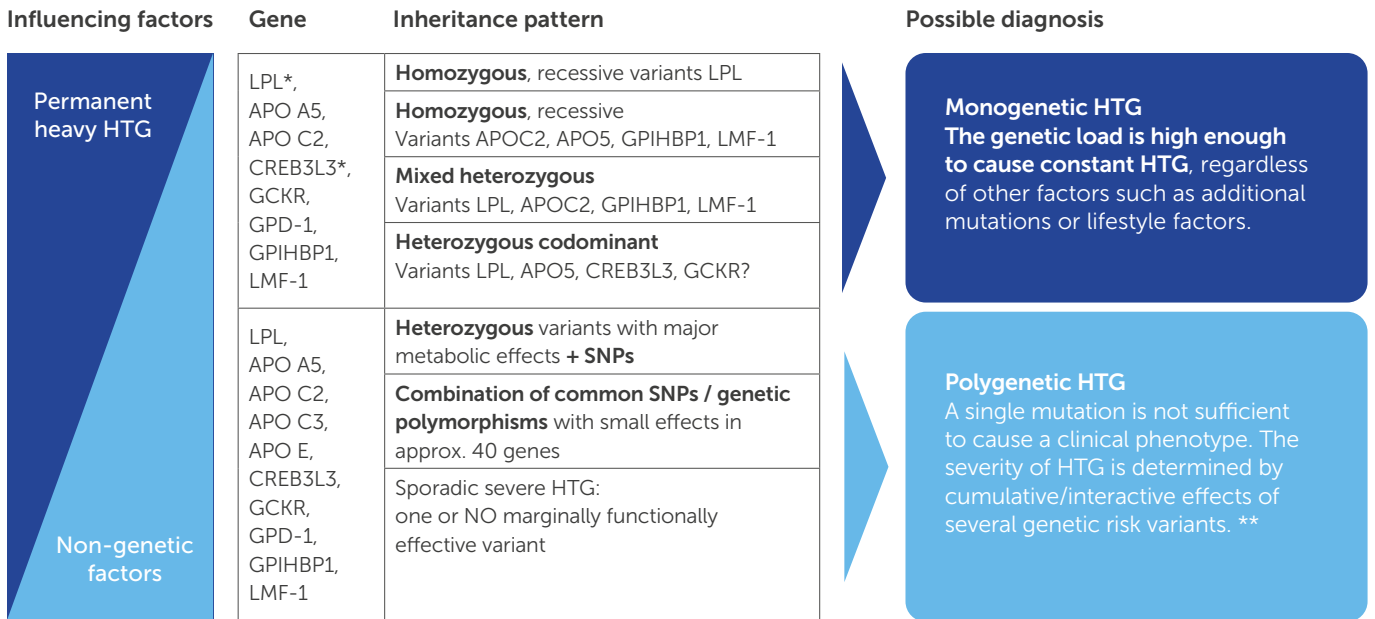 Influencing factors
Gene
Inheritance pattern
Possible diagnosis
Permanent
heavy HTG
Non-genetic
factors
LPL*,
APO A5,
APO C2,
CREB3L3*,
GCKR,
GPD-1,
GPIHBP1,
LMF-1
Homozygous, recessive variants LPL
Homozygous, recessive
Variants APOC2, APO5, GPIHBP1, LMF-1
Mixed heterozygous
Variants LPL, APOC2, GPIHBP1, LMF-1
Heterozygous codominant
Variants LPL, APO5, CREB3L3, GCKR?
Monogenetic HTG
The genetic load is high enough
to cause constant HTG, regardless
of other factors such as additional
mutations or lifestyle factors.
LPL,
APO A5,
APO C2,
APO C3,
APO E,
CREB3L3,
GCKR,
GPD-1,
GPIHBP1,
LMF-1
Heterozygous variants with major
metabolic effects + SNPs
Combination of common SNPs / genetic
polymorphisms with small effects in
approx. 40 genes
Sporadic severe HTG:
one or NO marginally functionally
effective variant
Polygenetic HTG
A single mutation is not sufficient
to cause a clinical phenotype. The
severity of HTG is determined by
cumulative/interactive effects of
several genetic risk variants. **